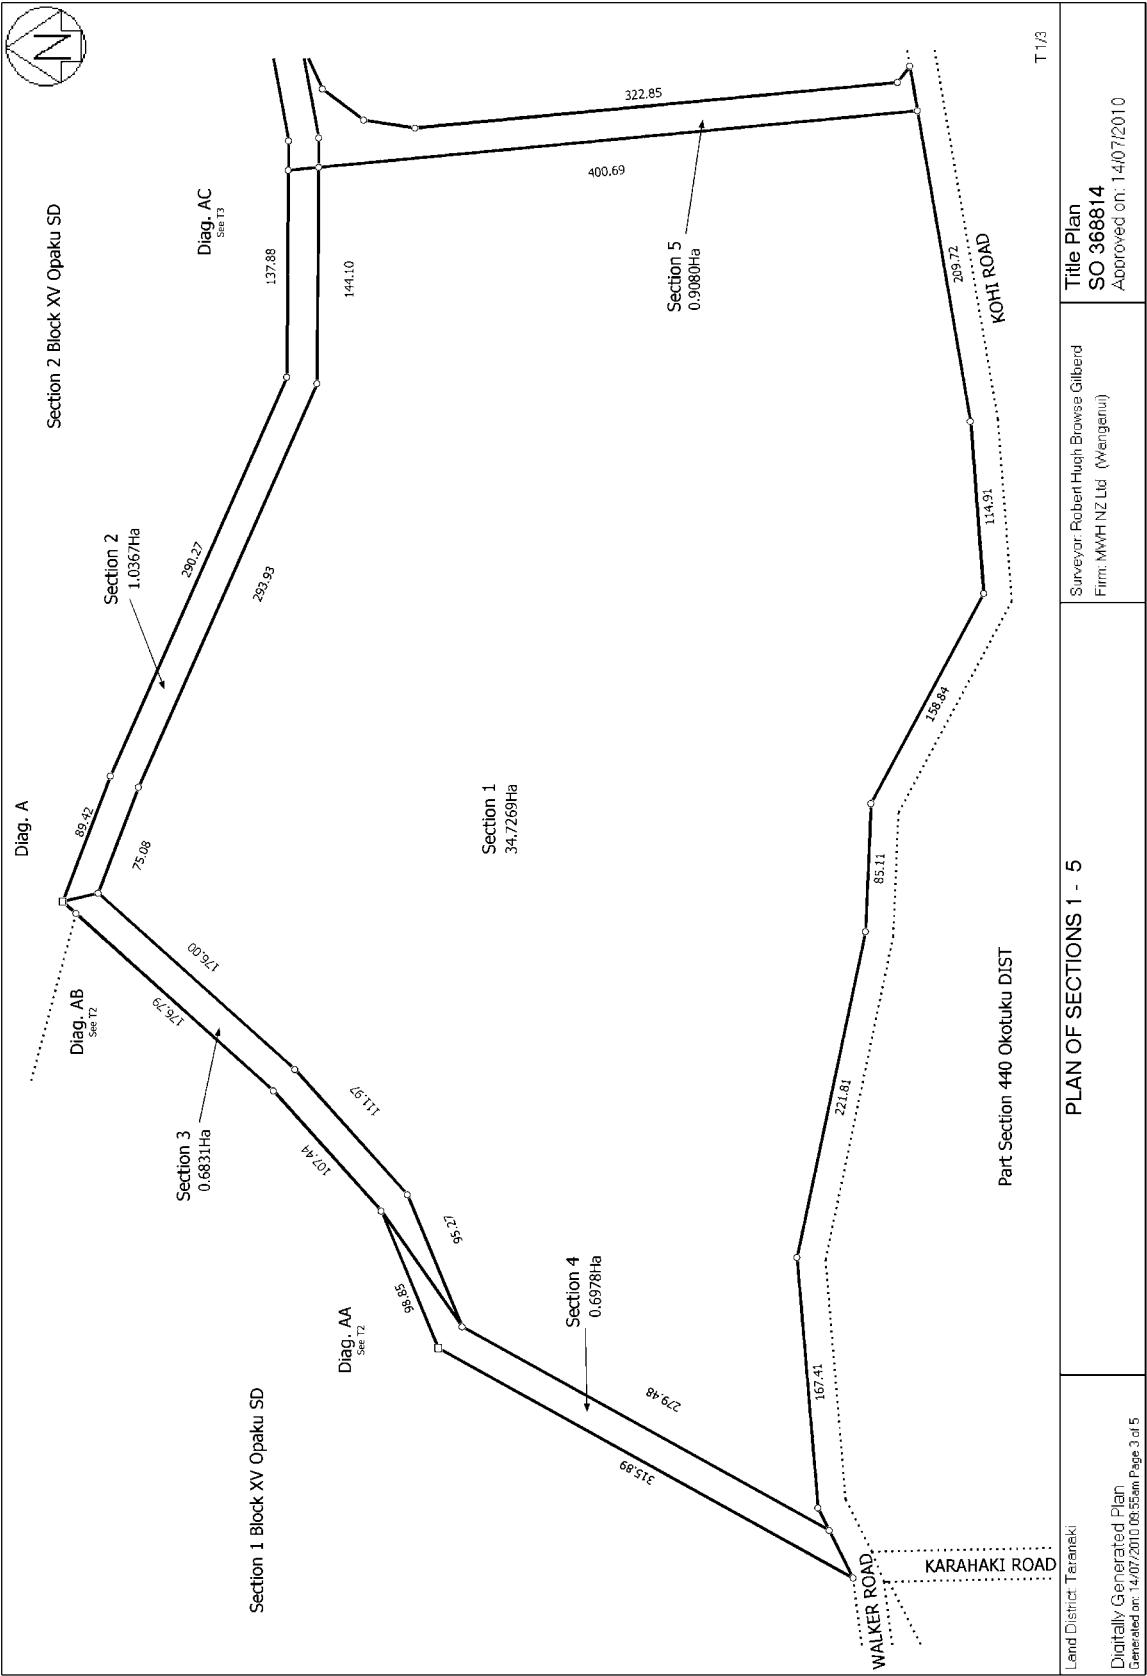 N
T 1/3
Diag. A
Section 2 Block XV Opaku SD
Diag. AC
See T3
Diag. AB
See T2
Diag. AA
See T2
Section 1 Block XV Opaku SD
Section 2
1.0367Ha
Section 3
0.6831Ha
Section 4
0.6978Ha
Section 1
34.7269Ha
Section 5
0.9080Ha
89.42
75.08
290.27
293.93
137.88
144.10
322.85
400.69
176.79
176.00
107.44
111.97
98.85
95.27
315.89
279.48
167.41
221.81
85.11
158.84
114.91
209.72
KOHI ROAD
WALKER ROAD
KARAHAKI ROAD
Part Section 440 Okotuku DIST
Land District: Taranaki
Digitally Generated Plan
Generated on: 14/07/2010 09:55am Page 3 of 5
PLAN OF SECTIONS 1 - 5
Surveyor: Robert Hugh Browse Gilberd
Firm: MWH NZ Ltd (Wanganui)
Title Plan
SO 368814
Approved on: 14/07/2010